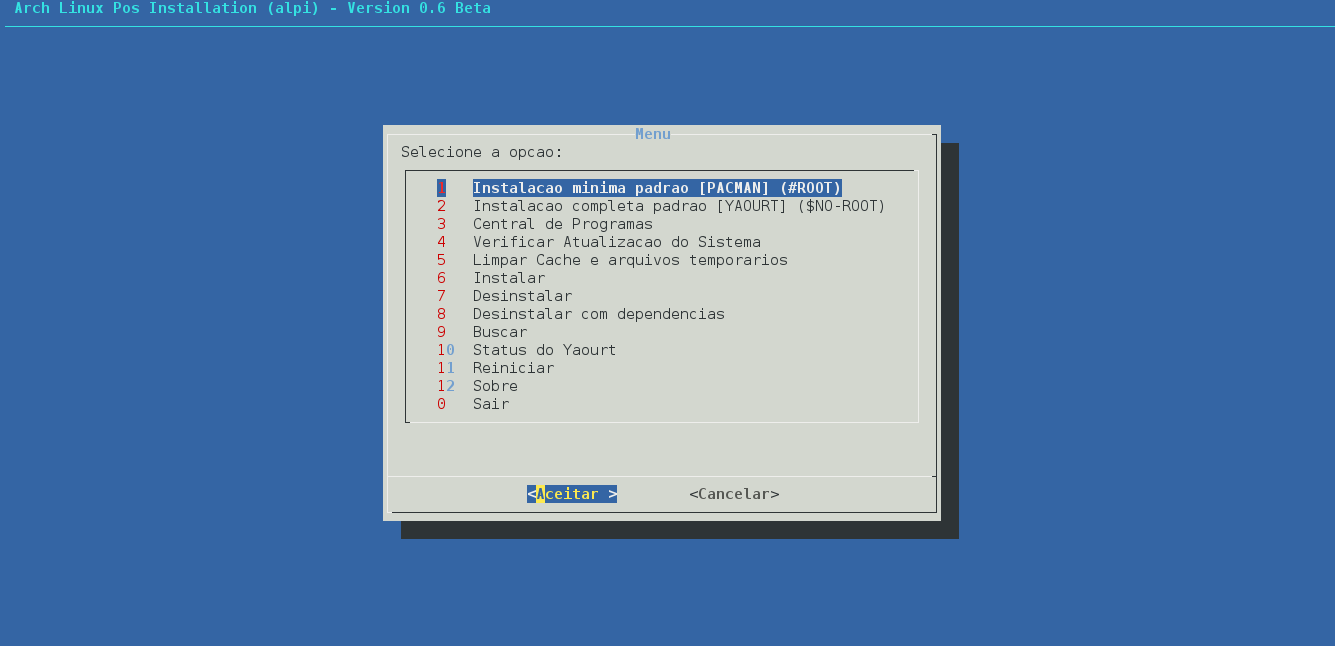 Arch Linux Pos Installation (alpi) - Version 0.6 Beta
Menu
Selecione a opcao:
1 Instalacao minima padrao [PACMAN] (#ROOT)
2 Instalacao completa padrao [YAOURT] ($NO-ROOT)
3 Central de Programas
4 Verificar Atualizacao do Sistema
5 Limpar Cache e arquivos temporarios
6 Instalar
7 Desinstalar
8 Desinstalar com dependencias
9 Buscar
10 Status do Yaourt
11 Reiniciar
12 Sobre
0 Sair
<Aceitar > <Cancelar>